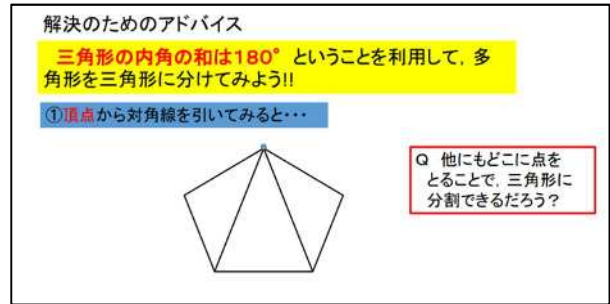 解決のためのアドバイス
三角形の内角の和は180°ということを利用して，多
角形を三角形に分けてみよう!!
①頂点から対角線を引いてみると・・・
Q 他にもどこに点を
とることで，三角形に
分割できるだろう？